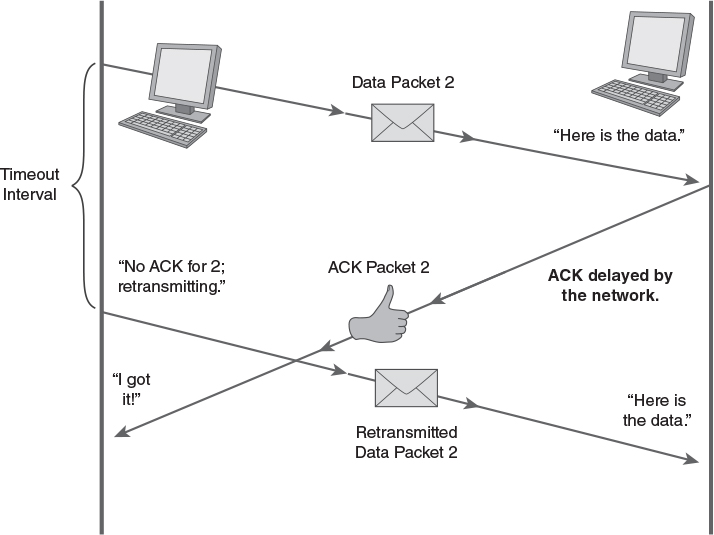 Data Packet 2
“Here is the data.”
Timeout
Interval
“No ACK for 2;
retransmitting.”
ACK Packet 2
ACK delayed by
the network.
“I got
it!”
“Here is
the data.”
Retransmitted
Data Packet 2